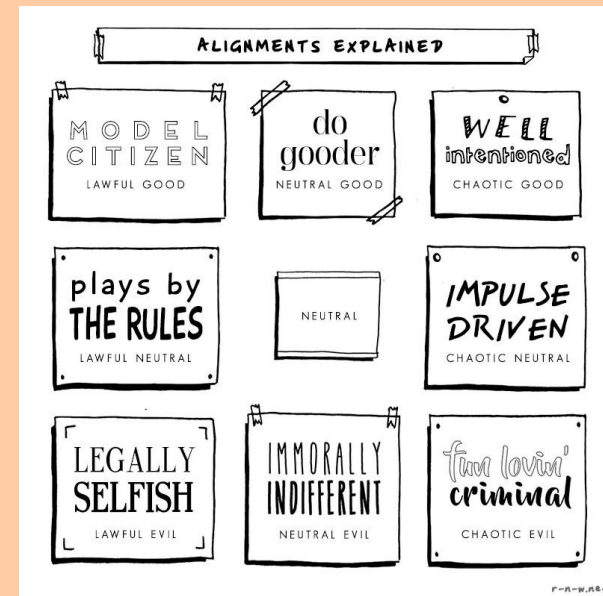 ALIGNMENTS EXPLAINED
MODEL
CITIZEN
LAWFUL GOOD
do
gooder
NEUTRAL GOOD
WELL
intentioned
CHAOTIC GOOD
plays by
THE RULES
LAWFUL NEUTRAL
NEUTRAL
IMPULSE
DRIVEN
CHAOTIC NEUTRAL
LEGALLY
SELFISH
LAWFUL EVIL
IMMORALLY
INDIFFERENT
NEUTRAL EVIL
fun lovin'
criminal
CHAOTIC EVIL